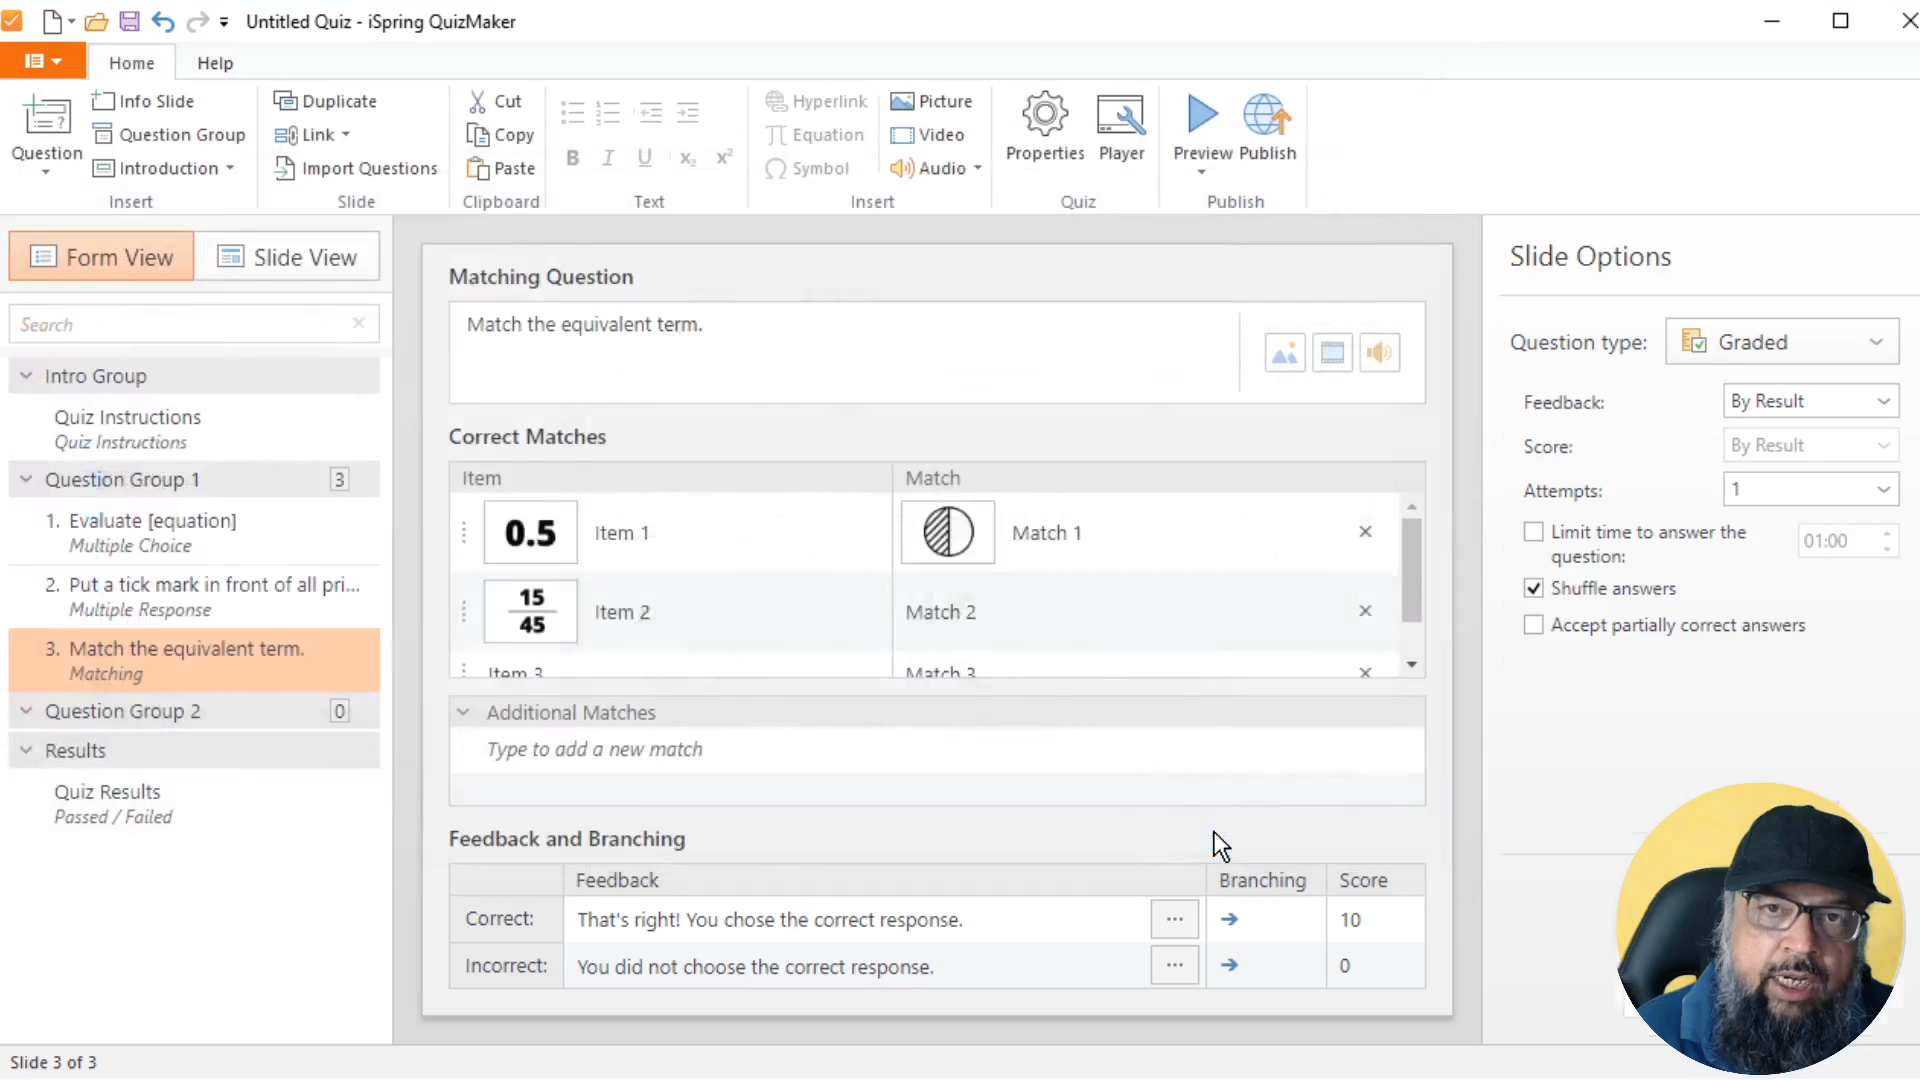 Untitled Quiz - iSpring QuizMaker
Home
Help
Question
Info Slide
Question Group
Introduction
Insert
Duplicate
Link
Import Questions
Slide
Cut
Copy
Paste
Clipboard
B I U X₂ X²
Text
Hyperlink
Equation
Symbol
Picture
Video
Audio
Insert
Properties
Player
Quiz
Preview
Publish
Publish
Form View
Slide View
Search
Intro Group
Quiz Instructions
Quiz Instructions
Question Group 1 3
1. Evaluate [equation]
Multiple Choice
2. Put a tick mark in front of all pri...
Multiple Response
3. Match the equivalent term.
Matching
Question Group 2 0
Results
Quiz Results
Passed / Failed
Matching Question
Match the equivalent term.
Correct Matches
Item Match
0.5 Item 1 Match 1
15
45
Item 2 Match 2
Item 3 Match 3
Additional Matches
Type to add a new match
Feedback and Branching
Feedback Branching Score
Correct: That's right! You chose the correct response. ... 10
Incorrect: You did not choose the correct response. ... 0
Slide Options
Question type: Graded
Feedback: By Result
Score: By Result
Attempts: 1
Limit time to answer the
question:
01:00
Shuffle answers
Accept partially correct answers
Slide 3 of 3